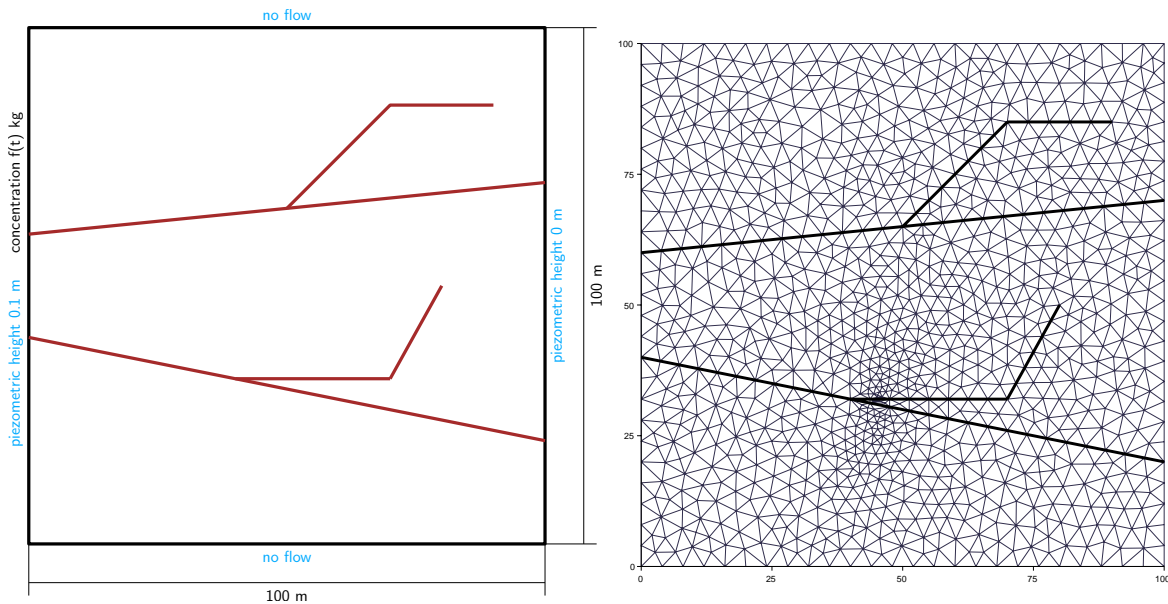 no flow
concentration f(t) kg
piezometric height 0.1 m
piezometric height 0 m
100 m
no flow
100 m
100
75
50
25
0
0
25
50
75
100